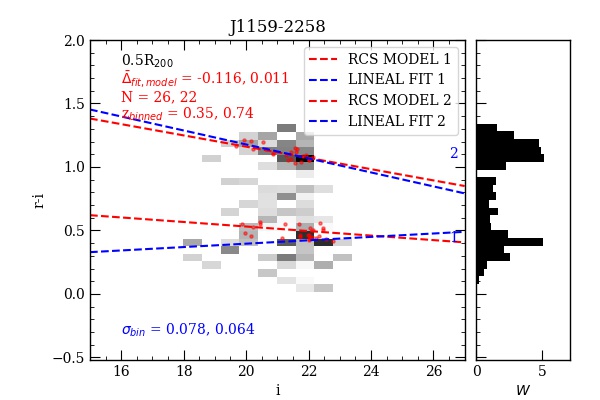 J1159-2258
0.5R200
Δ̄fit,model = -0.116, 0.011
N = 26, 22
zbinned = 0.35, 0.74
RCS MODEL 1
LINEAL FIT 1
RCS MODEL 2
LINEAL FIT 2
2
1
σbin = 0.078, 0.064
2.0
1.5
1.0
0.5
0.0
−0.5
r-i
16 18 20 22 24 26
i
0 5
W